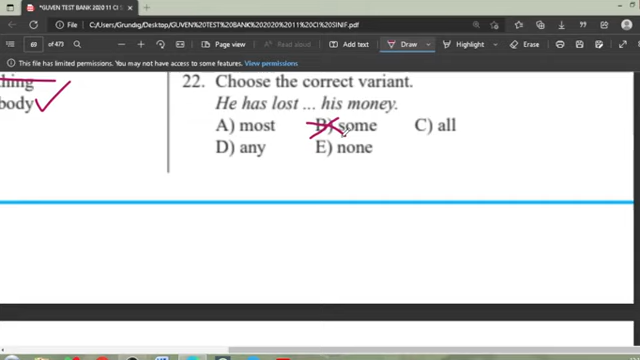 *GUVEN TEST BANK 2020 11 CI S
File
C:/Users/Grundig/Desktop/GUVEN%20TEST%20BANK%202020%2011%20CI%20SINIF.pdf
69 of 473
Page view
Read aloud
Add text
Draw
Highlight
Erase
This file has limited permissions. You may not have access to some features. View permissions
thing
body
22. Choose the correct variant.
He has lost ... his money.
A) most B) some C) all
D) any E) none